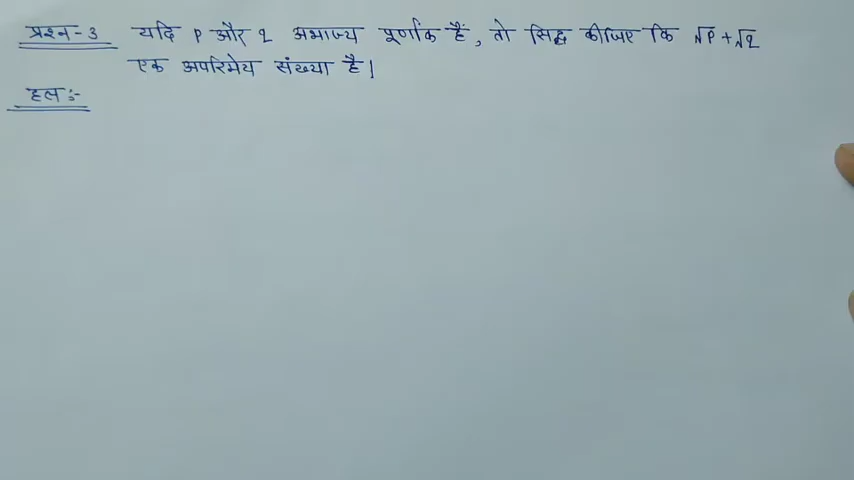 प्रश्न-3 यदि p और q अभाज्य पूर्णांक हैं, तो सिद्ध कीजिए कि √p + √q
एक अपरिमेय संख्या है।
हल:-